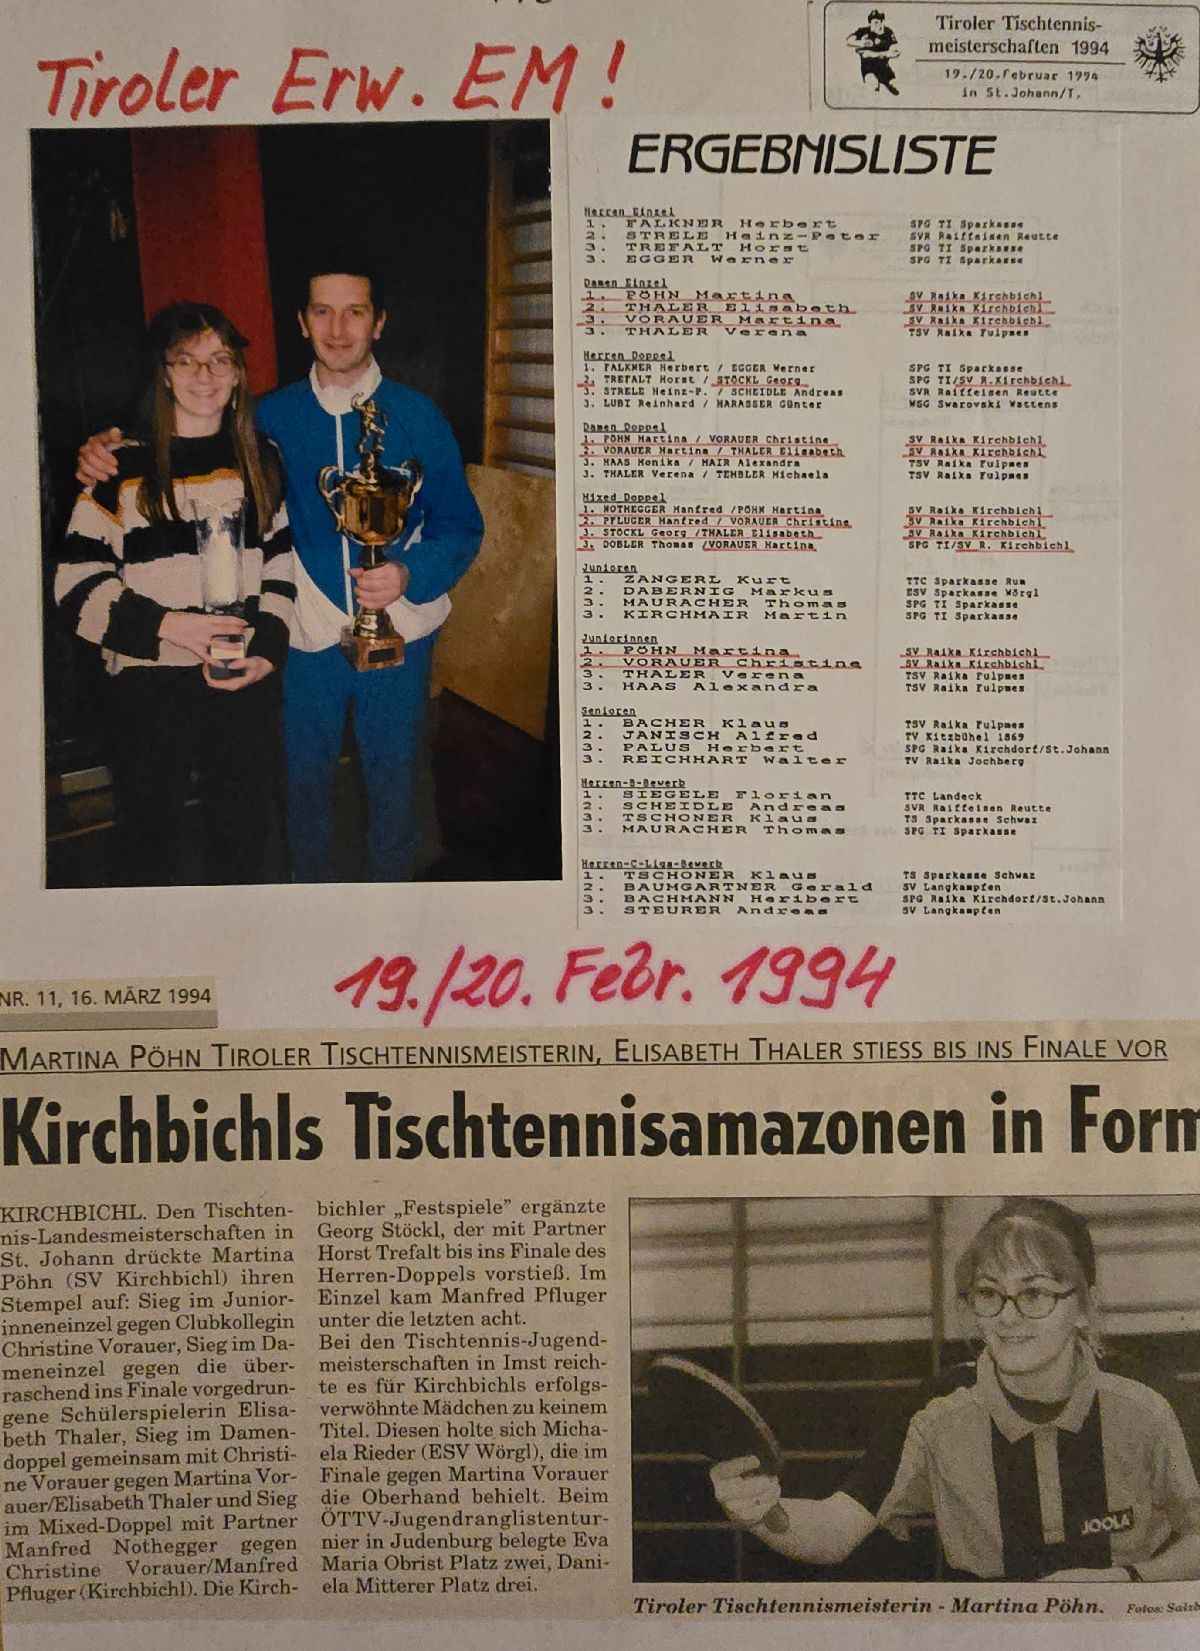 Tiroler Erw. EM!
Tiroler Tischtennis-
meisterschaften 1994
19./20.Februar 1994
in St.Johann/T.
ERGEBNISLISTE
Herren Einzel
1. FALKNER Herbert SPG TI Sparkasse
2. STRELE Heinz-Peter SVR Raiffeisen Reutte
3. TREFALT Horst SPG TI Sparkasse
3. EGGER Werner SPG TI Sparkasse
Damen Einzel
1. PÖHN Martina SV Raika Kirchbichl
2. THALER Elisabeth SV Raika Kirchbichl
3. VORAUER Martina SV Raika Kirchbichl
3. THALER Verena TSV Raika Fulpmes
Herren Doppel
1. FALKNER Herbert / EGGER Werner SPG TI Sparkasse
2. TREFALT Horst / STÖCKL Georg SPG TI/SV R.Kirchbichl
3. STRELE Heinz-P. / SCHEIDLE Andreas SVR Raiffeisen Reutte
3. LUBI Reinhard / HARASSER Günter WSG Swarovski Wattens
Damen Doppel
1. PÖHN Martina / VORAUER Christine SV Raika Kirchbichl
2. VORAUER Martina / THALER Elisabeth SV Raika Kirchbichl
3. HAAS Monika / MAIR Alexandra TSV Raika Fulpmes
3. THALER Verena / TEMBLER Michaela TSV Raika Fulpmes
Mixed Doppel
1. NOTHEGGER Manfred /PÖHN Martina SV Raika Kirchbichl
2. PFLUGER Manfred / VORAUER Christine SV Raika Kirchbichl
3. STÖCKL Georg /THALER Elisabeth SV Raika Kirchbichl
3. DOBLER Thomas /VORAUER Martina SPG TI/SV R. Kirchbichl
Junioren
1. ZANGERL Kurt TTC Sparkasse Rum
2. DABERNIG Markus ESV Sparkasse Wörgl
3. MAURACHER Thomas SPG TI Sparkasse
3. KIRCHMAIR Martin SPG TI Sparkasse
Juniorinnen
1. PÖHN Martina SV Raika Kirchbichl
2. VORAUER Christine SV Raika Kirchbichl
3. THALER Verena TSV Raika Fulpmes
3. HAAS Alexandra TSV Raika Fulpmes
Senioren
1. BACHER Klaus TSV Raika Fulpmes
2. JANISCH Alfred TV Kitzbühel 1869
3. PALUS Herbert SPG Raika Kirchdorf/St.Johann
3. REICHHART Walter TV Raika Jochberg
Herren-B-Bewerb
1. SIEGELE Florian TTC Landeck
2. SCHEIDLE Andreas SVR Raiffeisen Reutte
3. TSCHONER Klaus TS Sparkasse Schwaz
3. MAURACHER Thomas SPG TI Sparkasse
Herren-C-Liga-Bewerb
1. TSCHONER Klaus TS Sparkasse Schwaz
2. BAUMGARTNER Gerald SV Langkampfen
3. BACHMANN Heribert SPG Raika Kirchdorf/St.Johann
3. STEURER Andreas SV Langkampfen
19./20. Febr. 1994
NR. 11, 16. MÄRZ 1994
MARTINA PÖHN TIROLER TISCHTENNISMEISTERIN, ELISABETH THALER STIESS BIS INS FINALE VOR
Kirchbichls Tischtennisamazonen in Form
KIRCHBICHL. Den Tischten-
nis-Landesmeisterschaften in
St. Johann drückte Martina
Pöhn (SV Kirchbichl) ihren
Stempel auf: Sieg im Junior-
inneneinzel gegen Clubkollegin
Christine Vorauer, Sieg im Da-
meneinzel gegen die über-
raschend ins Finale vorgedrun-
gene Schülerspielerin Elisa-
beth Thaler, Sieg im Damen-
doppel gemeinsam mit Christi-
ne Vorauer gegen Martina Vor-
auer/Elisabeth Thaler und Sieg
im Mixed-Doppel mit Partner
Manfred Nothegger gegen
Christine Vorauer/Manfred
Pfluger (Kirchbichl). Die Kirch-
bichler „Festspiele” ergänzte
Georg Stöckl, der mit Partner
Horst Trefalt bis ins Finale des
Herren-Doppels vorstieß. Im
Einzel kam Manfred Pfluger
unter die letzten acht.
Bei den Tischtennis-Jugend-
meisterschaften in Imst reich-
te es für Kirchbichls erfolgs-
verwöhnte Mädchen zu keinem
Titel. Diesen holte sich Micha-
ela Rieder (ESV Wörgl), die im
Finale gegen Martina Vorauer
die Oberhand behielt. Beim
ÖTTV-Jugendranglistentur-
nier in Judenburg belegte Eva
Maria Obrist Platz zwei, Dani-
ela Mitterer Platz drei.
JOOLA
Tiroler Tischtennismeisterin - Martina Pöhn. Fotos: Salzb